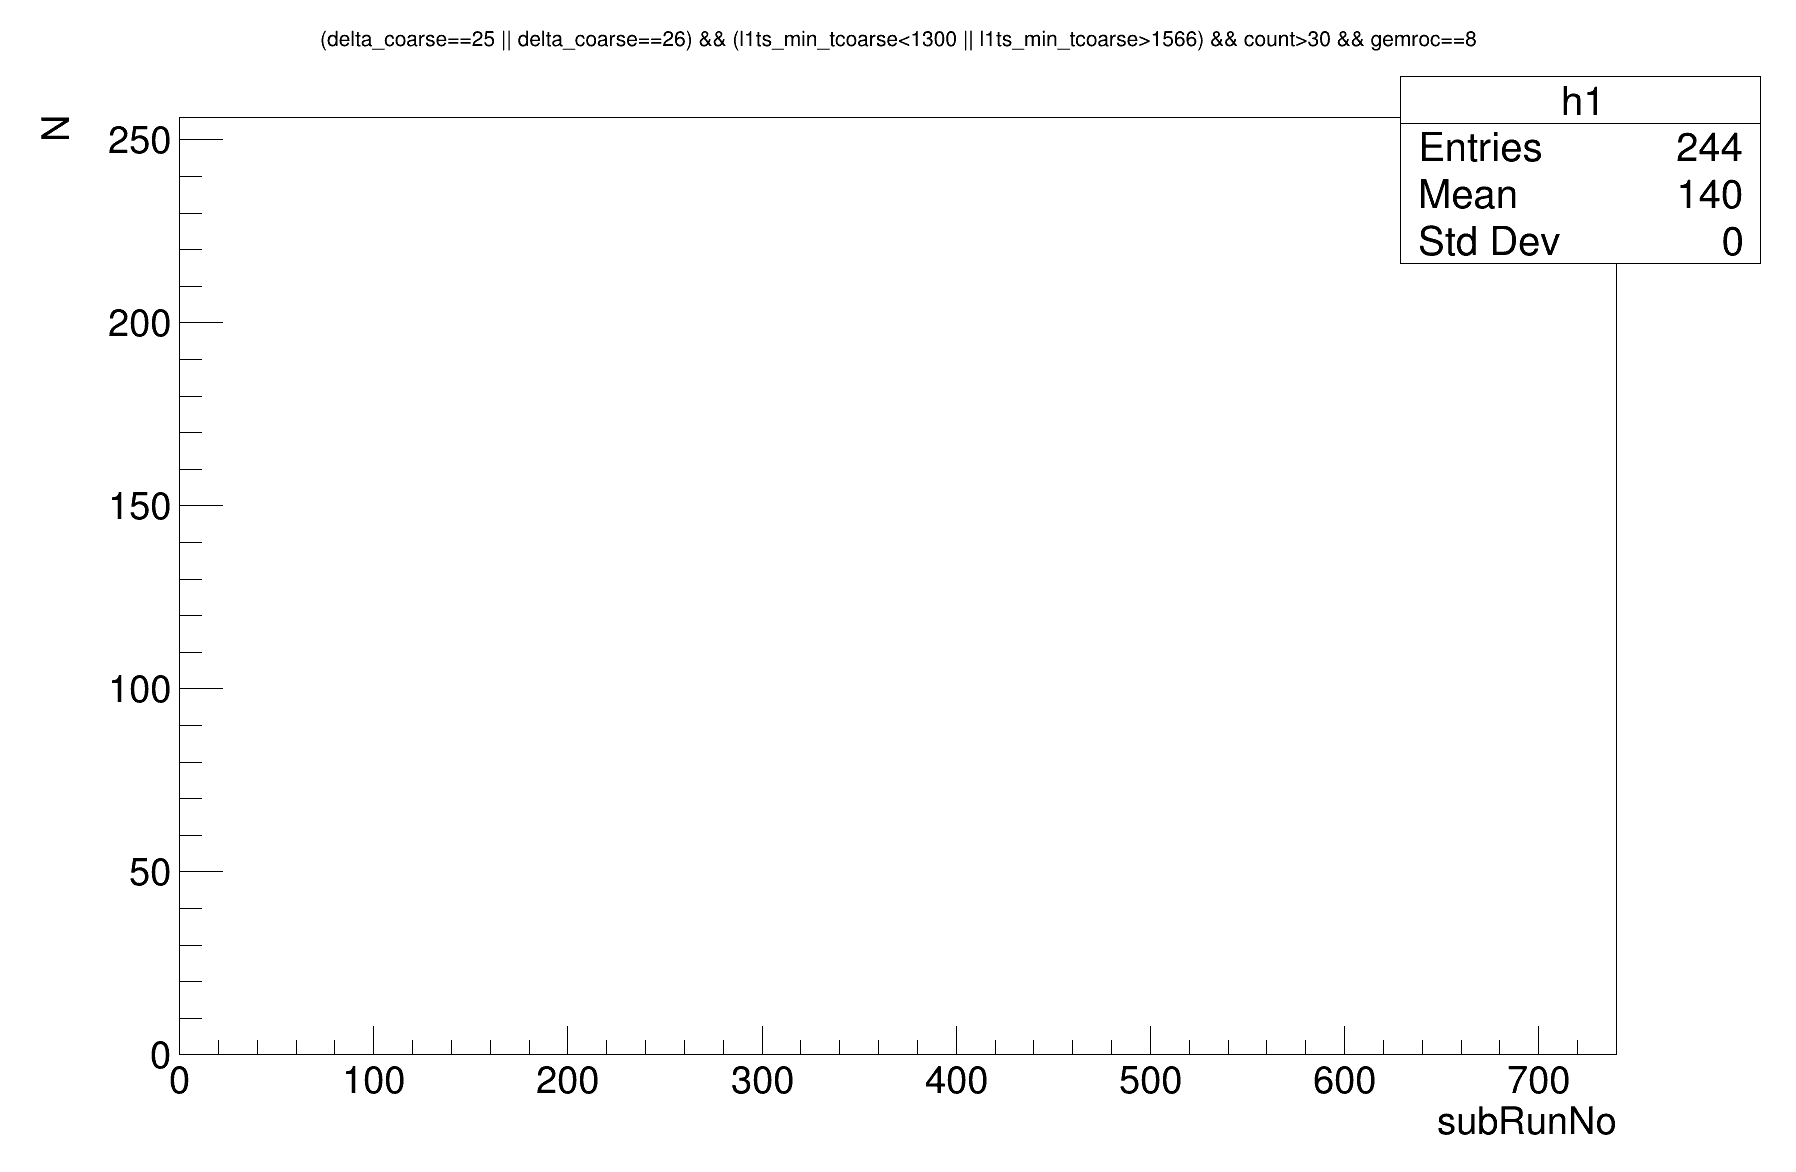 (delta_coarse==25 || delta_coarse==26) && (l1ts_min_tcoarse<1300 || l1ts_min_tcoarse>1566) && count>30 && gemroc==8
h1
Entries 244
Mean 140
Std Dev 0
N
250
200
150
100
50
0
0 100 200 300 400 500 600 700
subRunNo